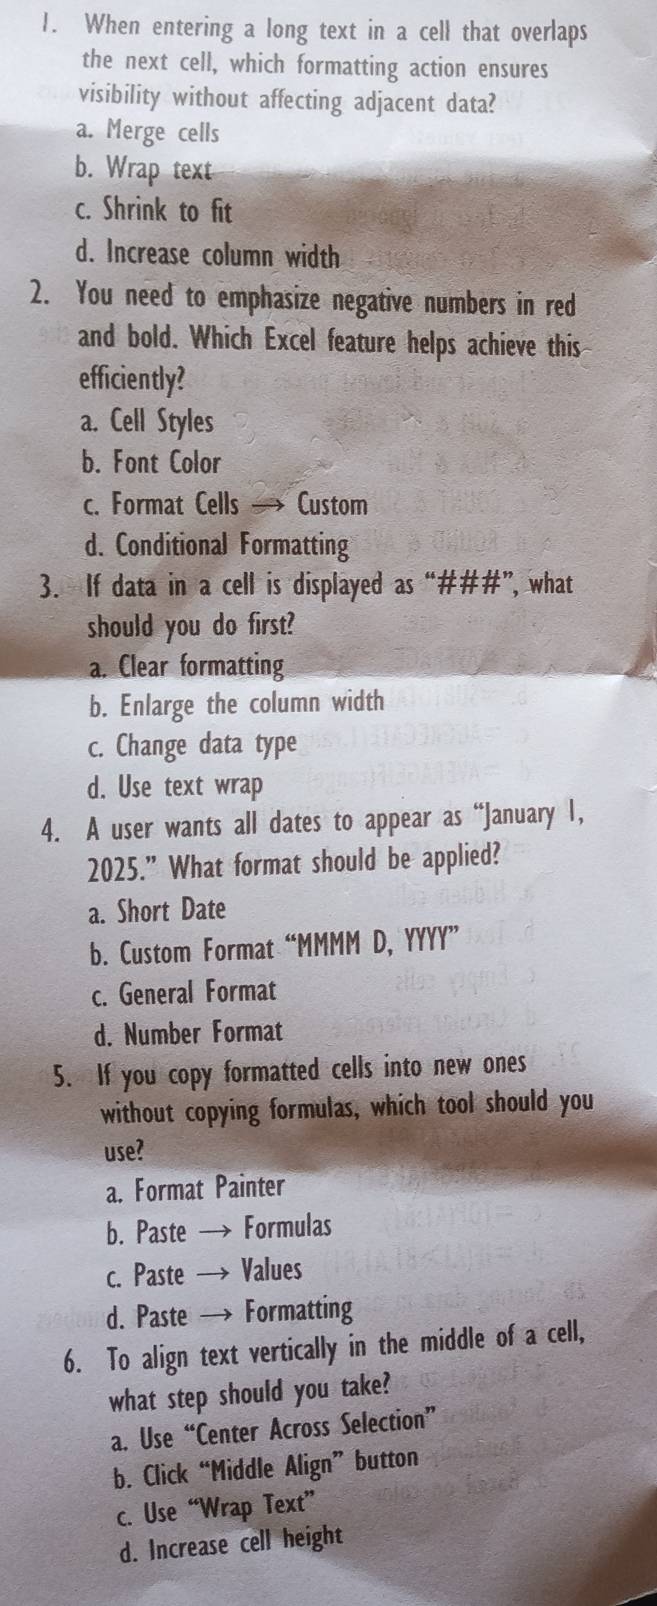 1. When entering a long text in a cell that overlaps
the next cell, which formatting action ensures
visibility without affecting adjacent data?
a. Merge cells
b. Wrap text
c. Shrink to fit
d. Increase column width
2. You need to emphasize negative numbers in red
and bold. Which Excel feature helps achieve this
efficiently?
a. Cell Styles
b. Font Color
c. Format Cells → Custom
d. Conditional Formatting
3. If data in a cell is displayed as “###”, what
should you do first?
a. Clear formatting
b. Enlarge the column width
c. Change data type
d. Use text wrap
4. A user wants all dates to appear as “January 1,
2025.” What format should be applied?
a. Short Date
b. Custom Format “MMMM D, YYYY”
c. General Format
d. Number Format
5. If you copy formatted cells into new ones
without copying formulas, which tool should you
use?
a. Format Painter
b. Paste → Formulas
c. Paste → Values
d. Paste → Formatting
6. To align text vertically in the middle of a cell,
what step should you take?
a. Use “Center Across Selection”
b. Click “Middle Align” button
c. Use “Wrap Text”
d. Increase cell height